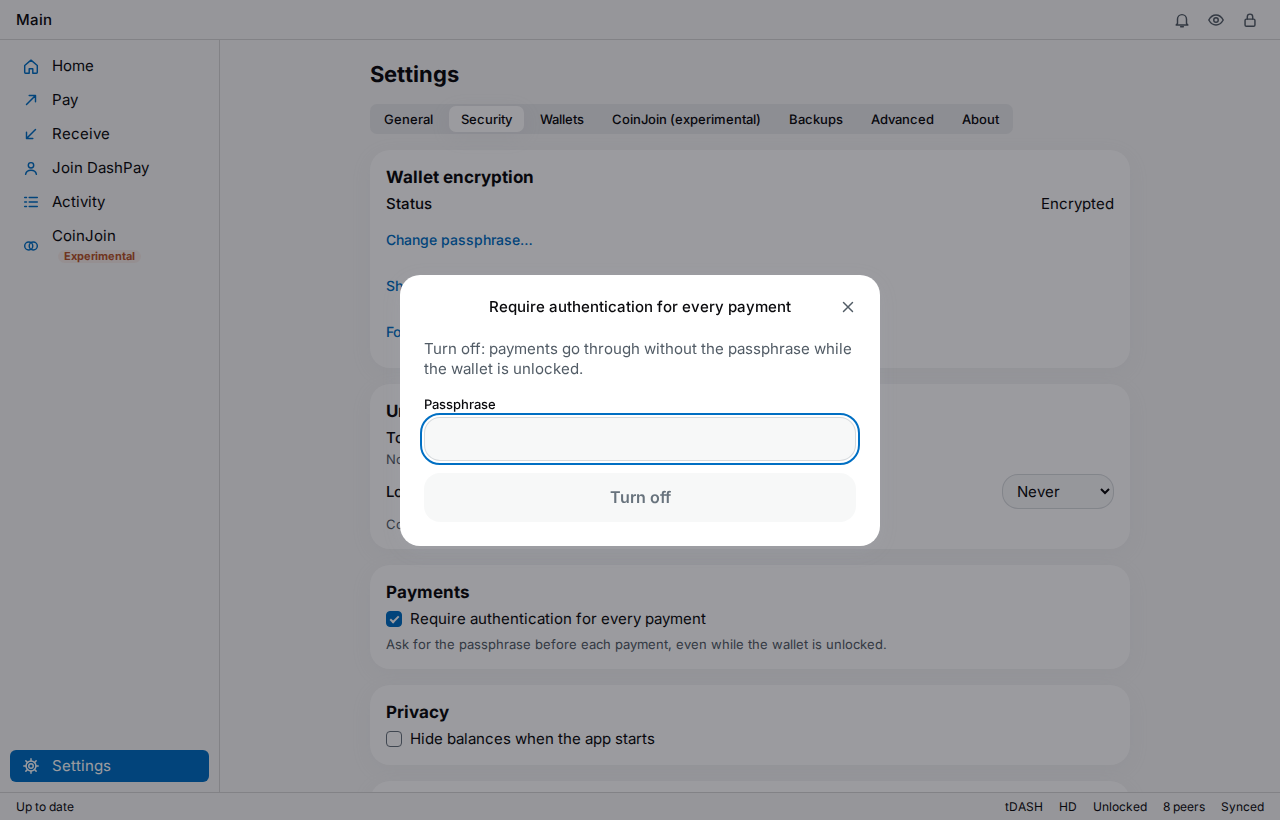 Main
Home
Pay
Receive
Join DashPay
Activity
CoinJoin
Experimental
Settings
Settings
General Security Wallets CoinJoin (experimental) Backups Advanced About
Wallet encryption
Status Encrypted
Change passphrase...
Require authentication for every payment
Turn off: payments go through without the passphrase while
the wallet is unlocked.
Passphrase
Turn off
Never
Payments
Require authentication for every payment
Ask for the passphrase before each payment, even while the wallet is unlocked.
Privacy
Hide balances when the app starts
Up to date tDASH HD Unlocked 8 peers Synced